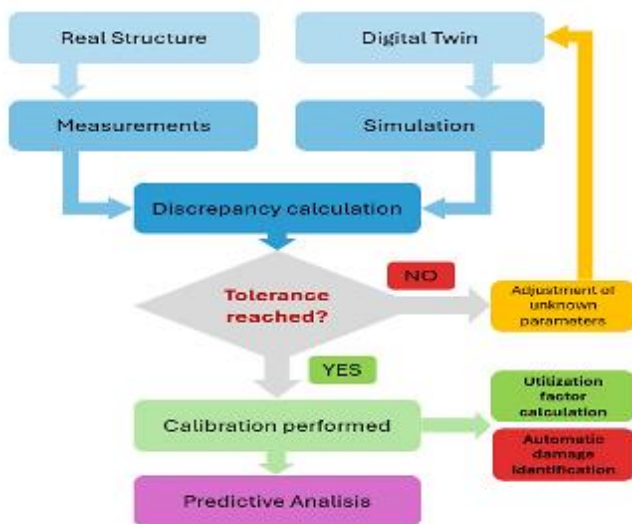 Real Structure
Digital Twin
Measurements
Simulation
Discrepancy calculation
NO
Tolerance
reached?
Adjustment of
unknown
parameters
YES
Utilization
factor
calculation
Calibration performed
Automatic
damage
identification
Predictive Analisis